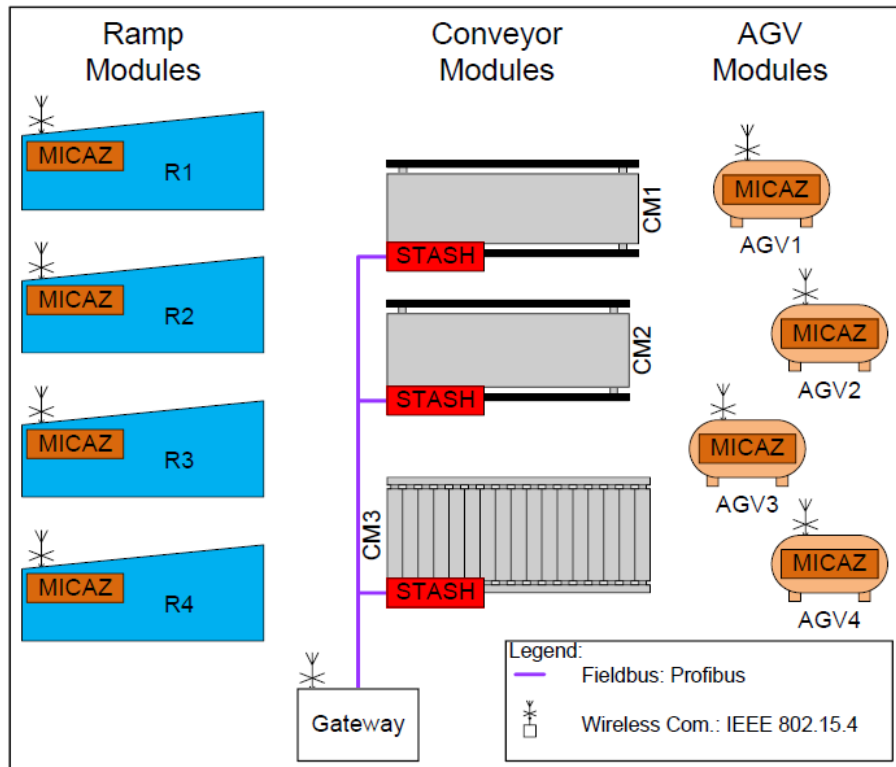 Ramp
Modules
MICAZ
R1
MICAZ
R2
MICAZ
R3
MICAZ
R4
Conveyor
Modules
CM1
STASH
CM2
STASH
CM3
STASH
Gateway
AGV
Modules
MICAZ
AGV1
MICAZ
AGV2
MICAZ
AGV3
MICAZ
AGV4
Legend:
Fieldbus: Profibus
Wireless Com.: IEEE 802.15.4